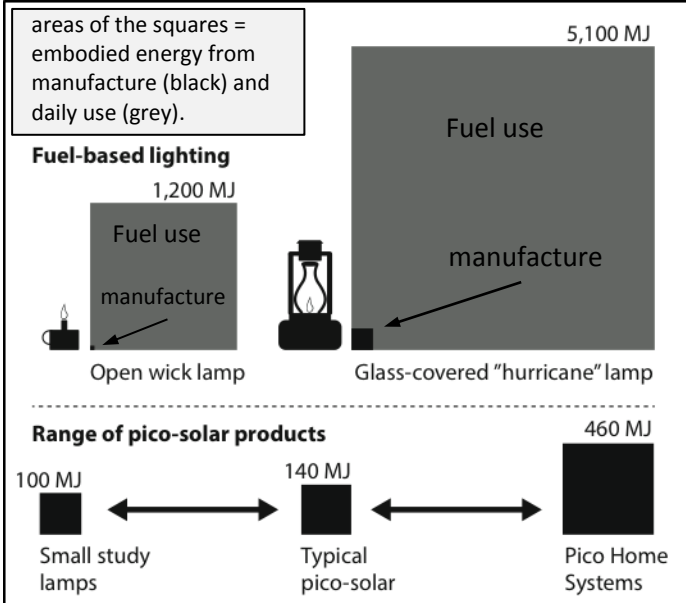 areas of the squares =
embodied energy from
manufacture (black) and
daily use (grey).
5,100 MJ
Fuel use
Fuel-based lighting
1,200 MJ
Fuel use
manufacture
manufacture
Open wick lamp
Glass-covered "hurricane" lamp
Range of pico-solar products
460 MJ
100 MJ
140 MJ
Small study
lamps
Typical
pico-solar
Pico Home
Systems